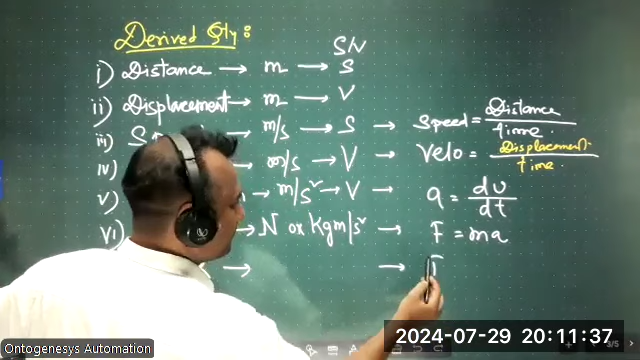 Derived Qty:
SN
i) Distance → m → S
ii) Displacement → m → V
iii) S m/s → S → Speed = Distance / time
iv) m/s → V → Velo = Displacement / time
v) → m/s² → V → a = dv/dt
vi) → N or Kgm/s² → F = ma
→ →
2024-07-29 20:11:37
Ontogenesys Automation